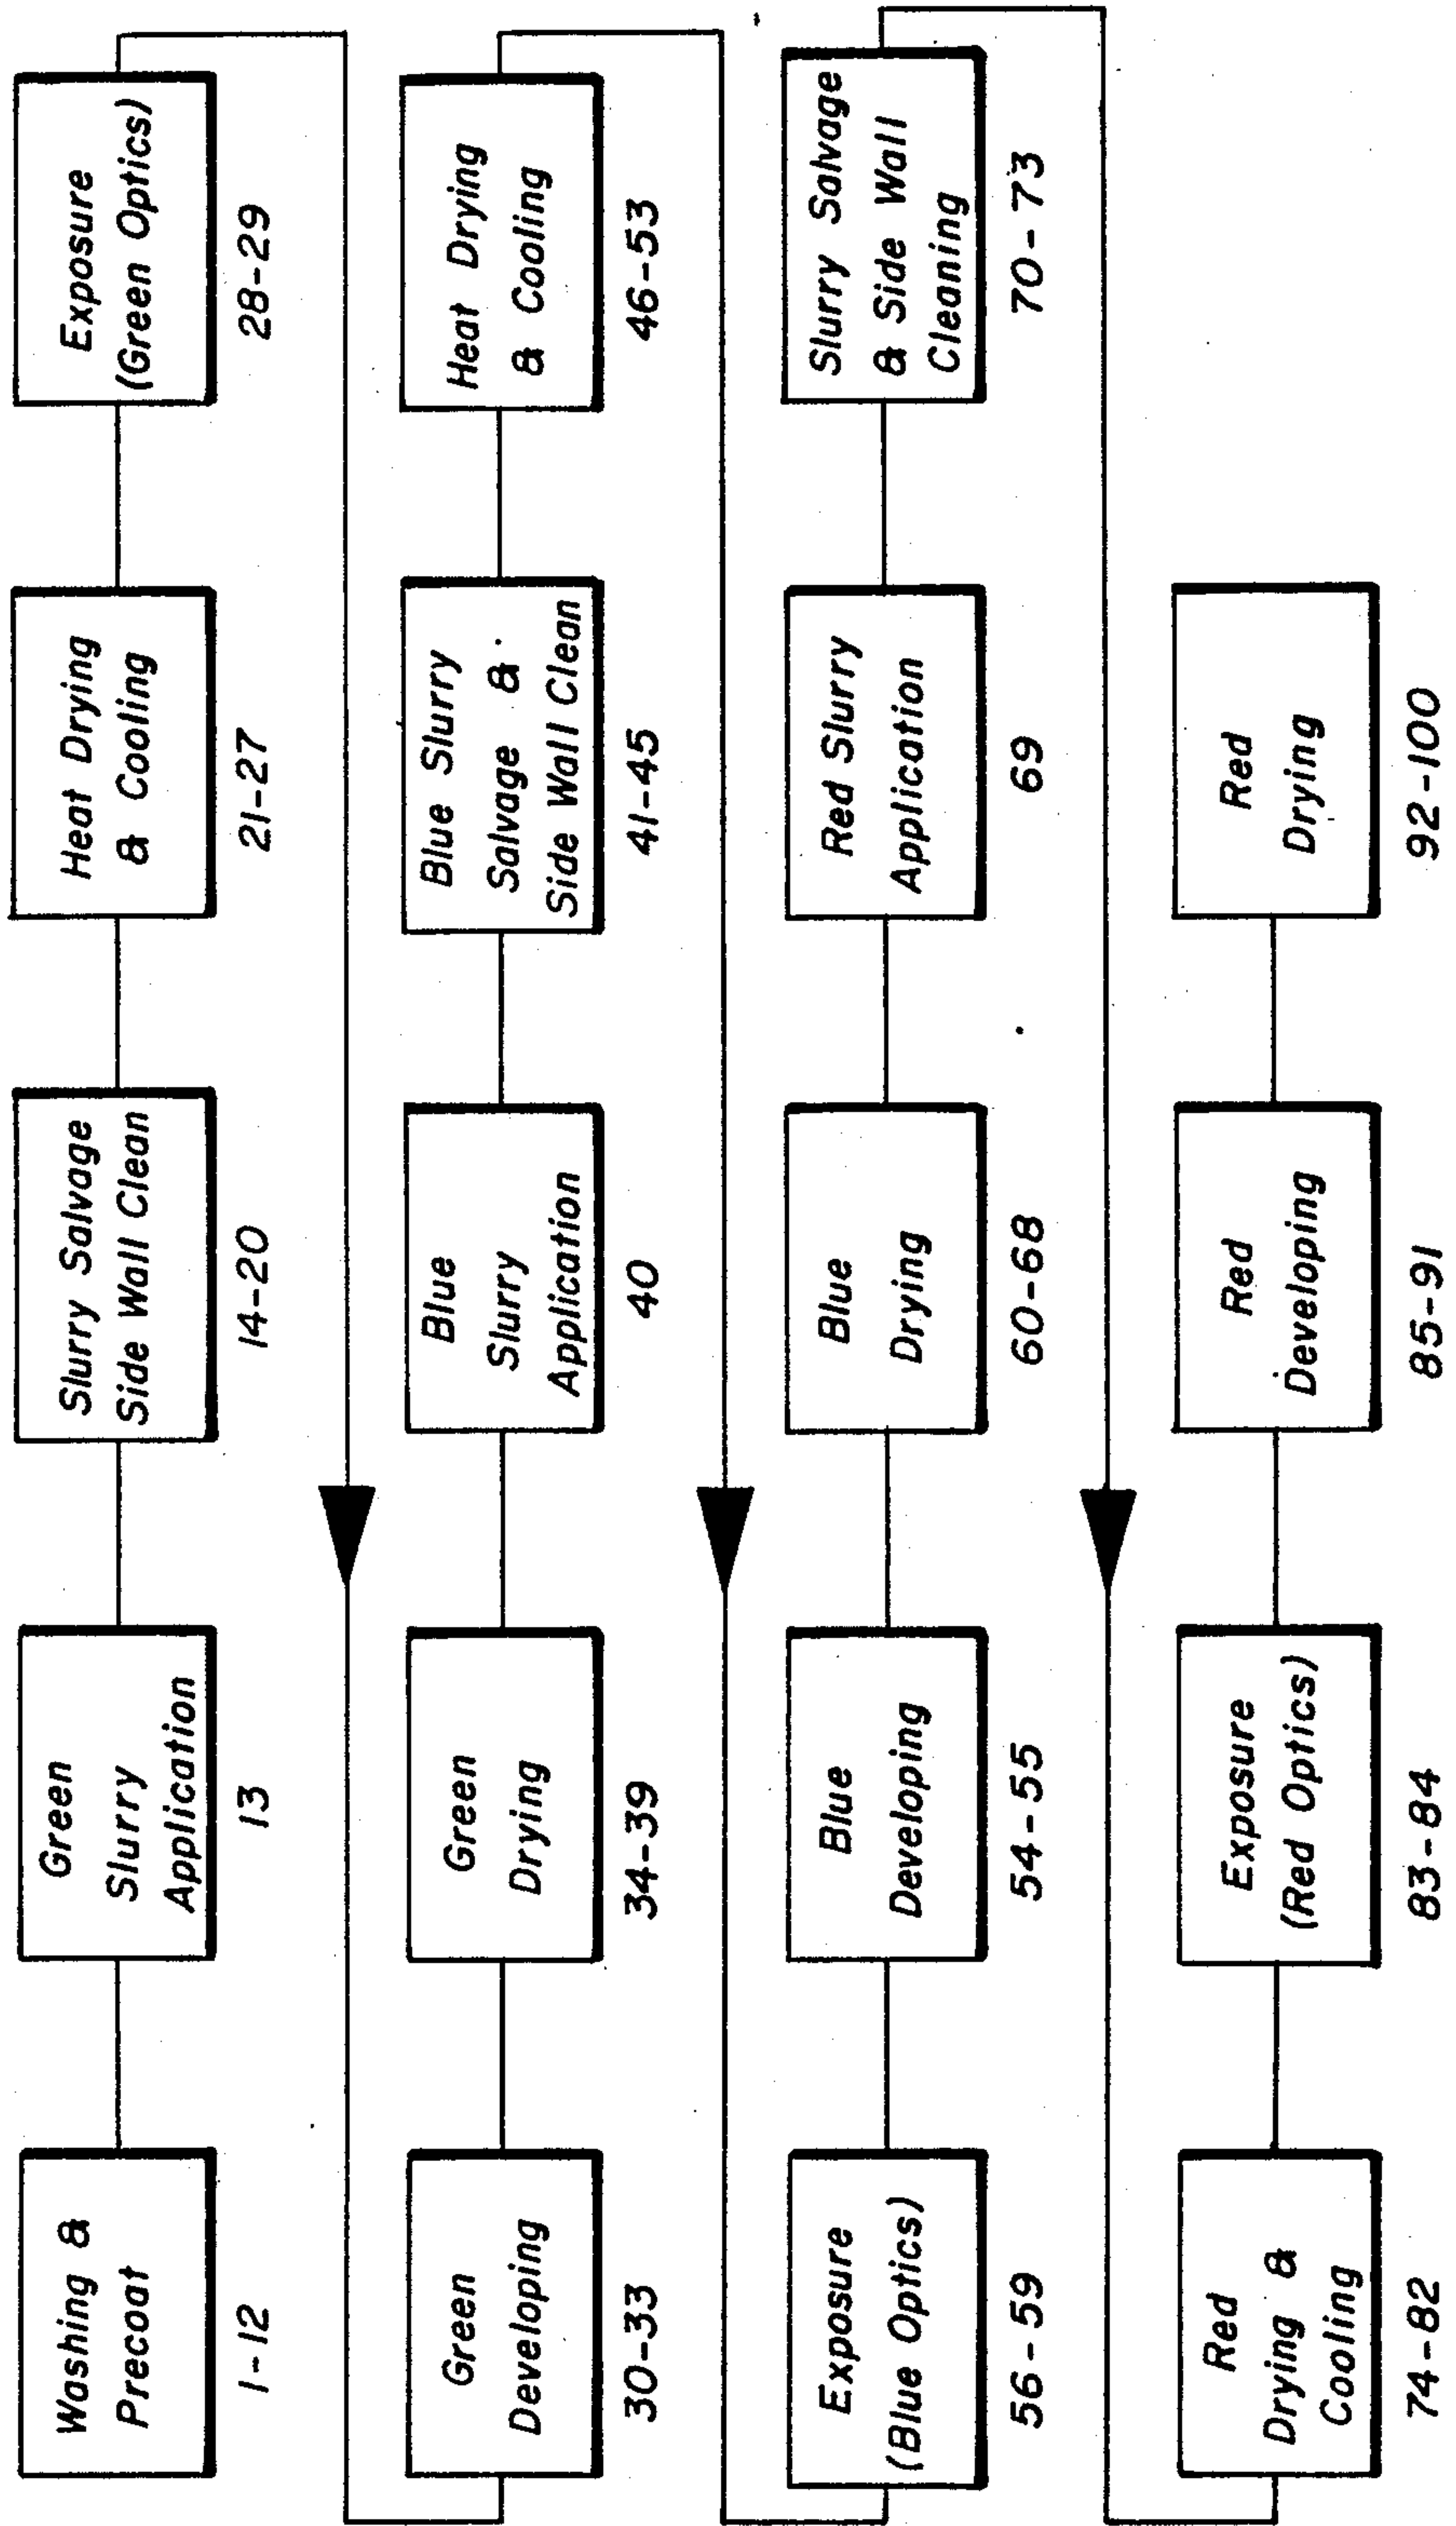 Washing &
Precoat
1-12
Green
Slurry
Application
13
Slurry Salvage
Side Wall Clean
14-20
Heat Drying
& Cooling
21-27
Exposure
(Green Optics)
28-29
Green
Developing
30-33
Green
Drying
34-39
Blue
Slurry
Application
40
Blue Slurry
Salvage &
Side Wall Clean
41-45
Heat Drying
& Cooling
46-53
Exposure
(Blue Optics)
56-59
Blue
Developing
54-55
Blue
Drying
60-68
Red Slurry
Application
69
Slurry Salvage
& Side Wall
Cleaning
70-73
Red
Drying &
Cooling
74-82
Exposure
(Red Optics)
83-84
Red
Developing
85-91
Red
Drying
92-100